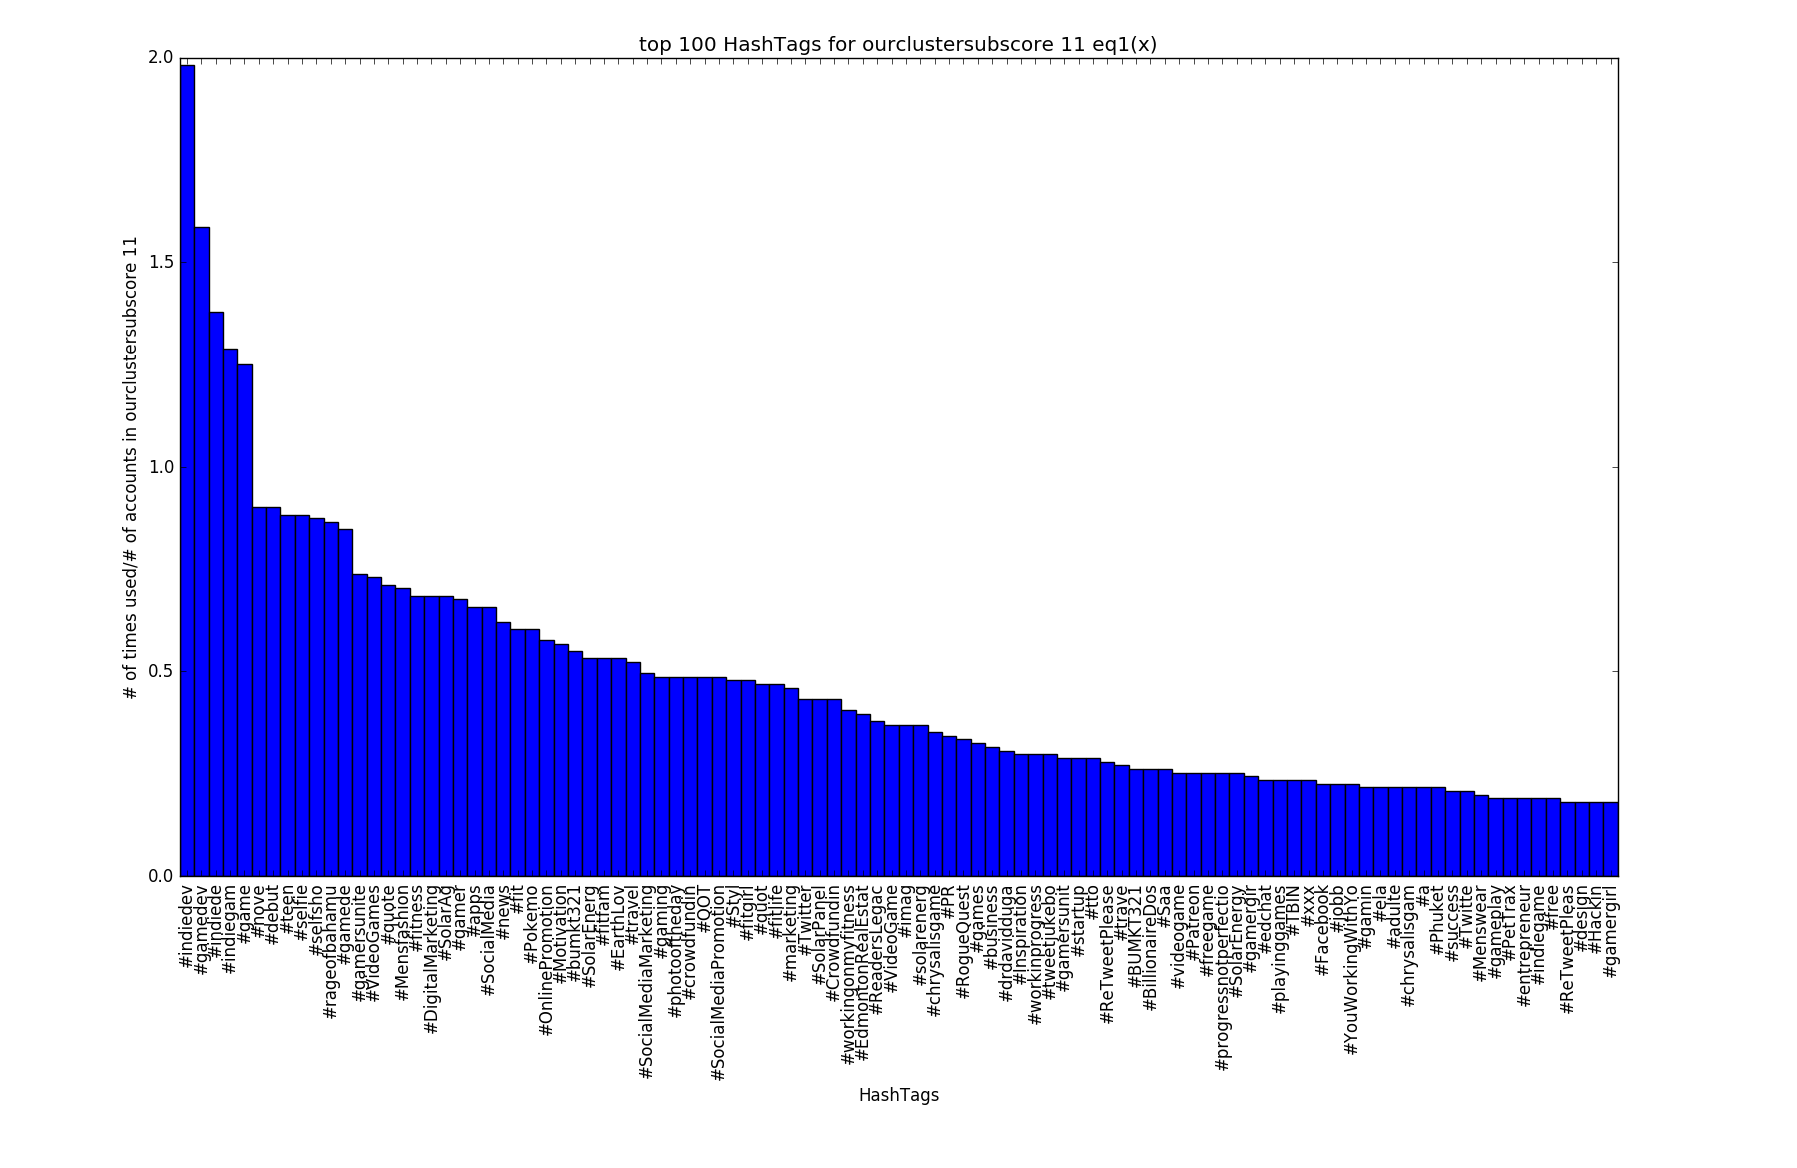 top 100 HashTags for ourclustersubscore 11 eq1(x)
# of times used/# of accounts in ourclustersubscore 11
2.0
1.5
1.0
0.5
0.0
#indiedev
#gamedev
#indiede
#indiegam
#game
#nove
#debut
#teen
#selfie
#selfsho
#rageofbahamu
#gamede
#gamersunite
#VideoGames
#quote
#Mensfashion
#fitness
#DigitalMarketing
#SolarAg
#gamer
#apps
#SocialMedia
#news
#fit
#Pokemo
#OnlinePromotion
#Motivation
#bumkt321
#SolarEnerg
#fitfam
#EarthLov
#travel
#SocialMediaMarketing
#gaming
#photooftheday
#crowdfundin
#QOT
#SocialMediaPromotion
#Styl
#fitgirl
#quot
#fitlife
#marketing
#Twitter
#SolarPanel
#Crowdfundin
#workingonmyfitness
#EdmontonRealEstat
#ReadersLegac
#VideoGame
#imag
#solarenerg
#chrysalisgame
#PR
#RogueQuest
#games
#business
#drdavidduga
#Inspiration
#workinprogress
#tweetjukebo
#gamersunit
#startup
#tto
#ReTweetPlease
#trave
#BUMKT321
#BillionaireDos
#Saa
#videogame
#Patreon
#freegame
#progressnotperfectio
#SolarEnergy
#gamergir
#edchat
#playinggames
#TBIN
#xxx
#Facebook
#jobb
#YouWorkingWithYo
#gamin
#ela
#adulte
#chrysalisgam
#a
#Phuket
#success
#Twitte
#Menswear
#gameplay
#PetTrax
#entrepreneur
#indiegame
#free
#ReTweetPleas
#design
#Hackin
#gamergirl
HashTags